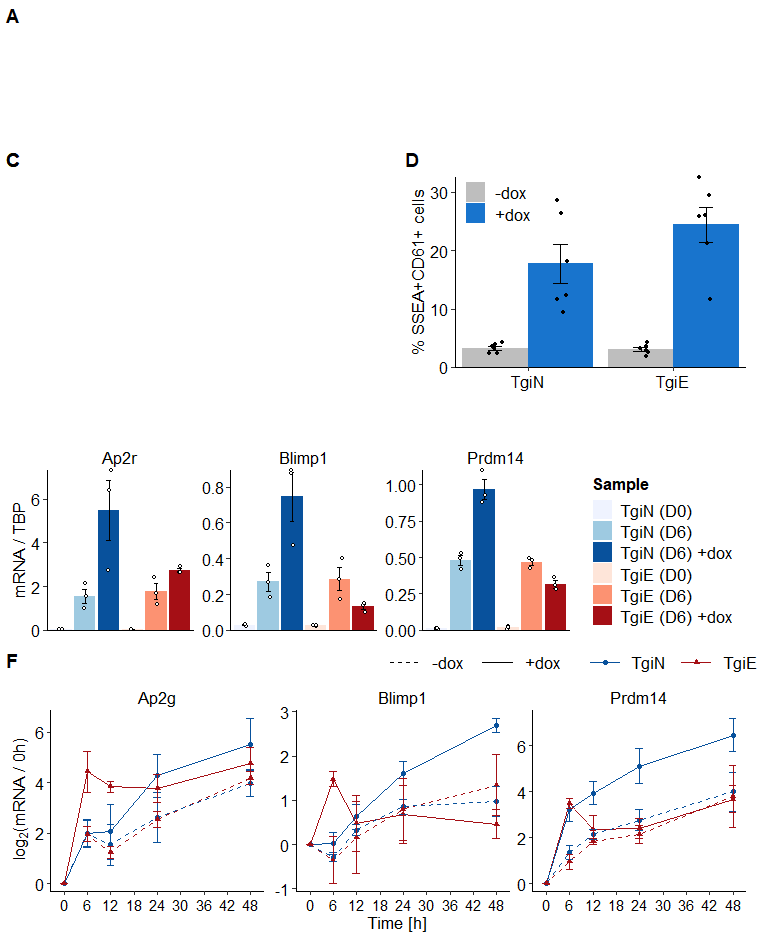 A
C
D
% SSEA+CD61+ cells
30
20
10
0
-dox
+dox
TgiN
TgiE
mRNA / TBP
Ap2r
6
4
2
0
Blimp1
0.8
0.6
0.4
0.2
0.0
Prdm14
1.00
0.75
0.50
0.25
0.00
Sample
TgiN (D0)
TgiN (D6)
TgiN (D6) +dox
TgiE (D0)
TgiE (D6)
TgiE (D6) +dox
F
-dox
+dox
TgiN
TgiE
log2(mRNA / 0h)
Ap2g
6
4
2
0
0 6 12 24 30 36 42 48
Blimp1
3
2
1
0
-1
0 6 12 24 30 36 42 48
Prdm14
6
4
2
0
0 6 12 24 30 36 42 48
Time [h]